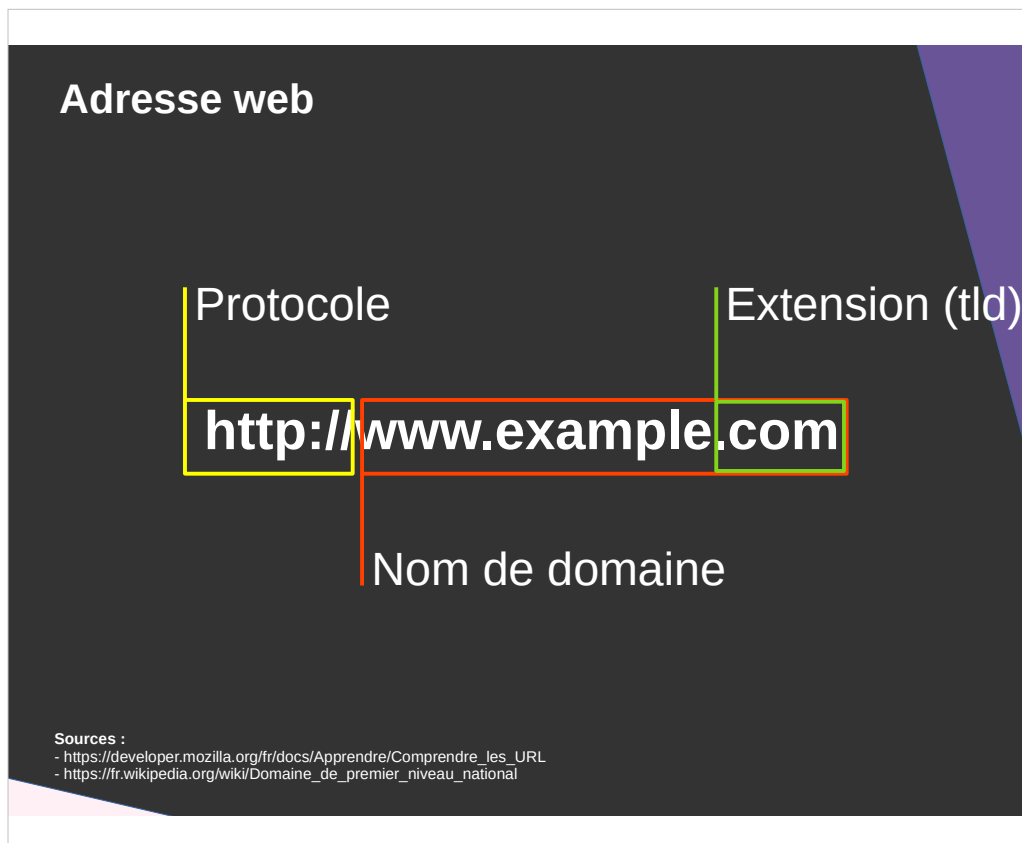 Adresse web
Protocole
Extension (tld)
http://www.example.com
Nom de domaine
Sources :
- https://developer.mozilla.org/fr/docs/Apprendre/Comprendre_les_URL
- https://fr.wikipedia.org/wiki/Domaine_de_premier_niveau_national